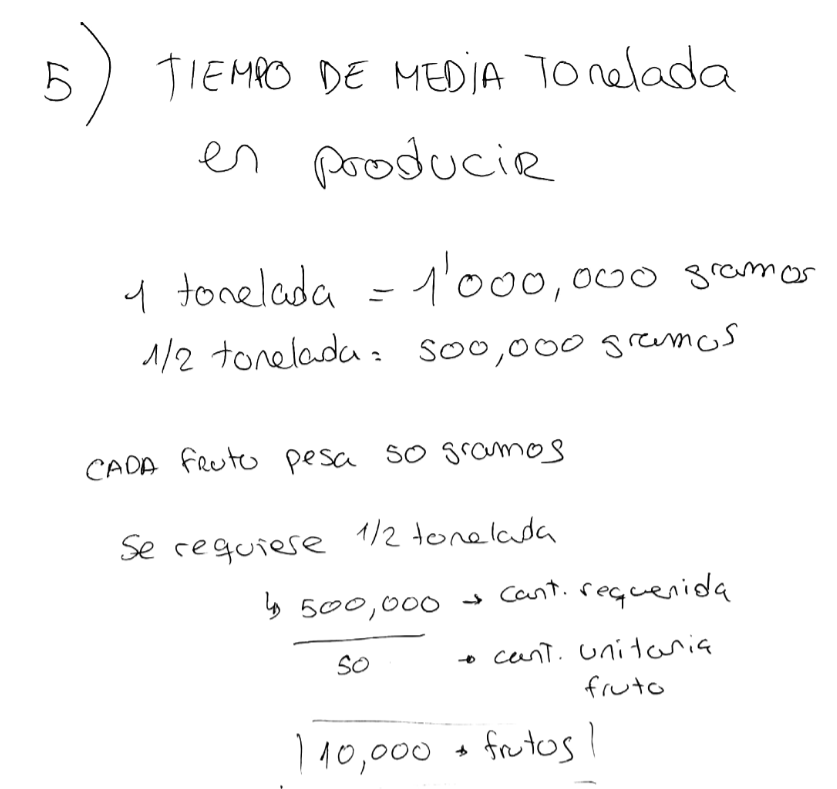 5) TIEMPO DE MEDIA Tonelada
en producir
1 tonelada = 1'000,000 gramos
1/2 tonelada = 500,000 gramos
CADA fruto pesa 50 gramos
Se requiese 1/2 tonelada
↳ 500,000 → cant. requerida
50 → cant. unitaria
fruto
10,000 → frutos